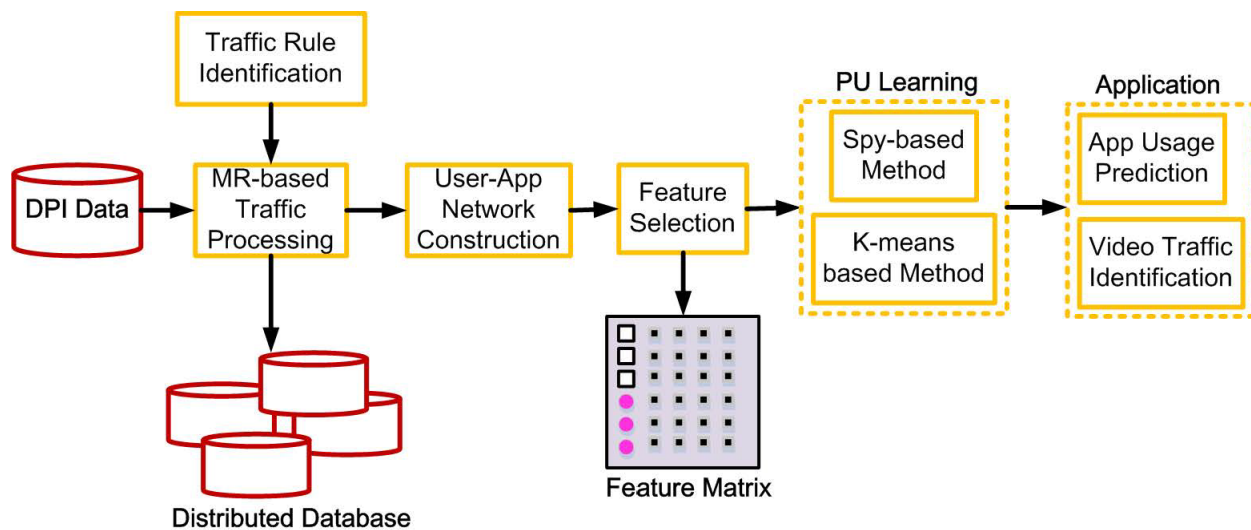 Traffic Rule
Identification
DPI Data
MR-based
Traffic
Processing
User-App
Network
Construction
Feature
Selection
PU Learning
Spy-based
Method
K-means
based Method
Application
App Usage
Prediction
Video Traffic
Identification
Distributed Database
Feature Matrix